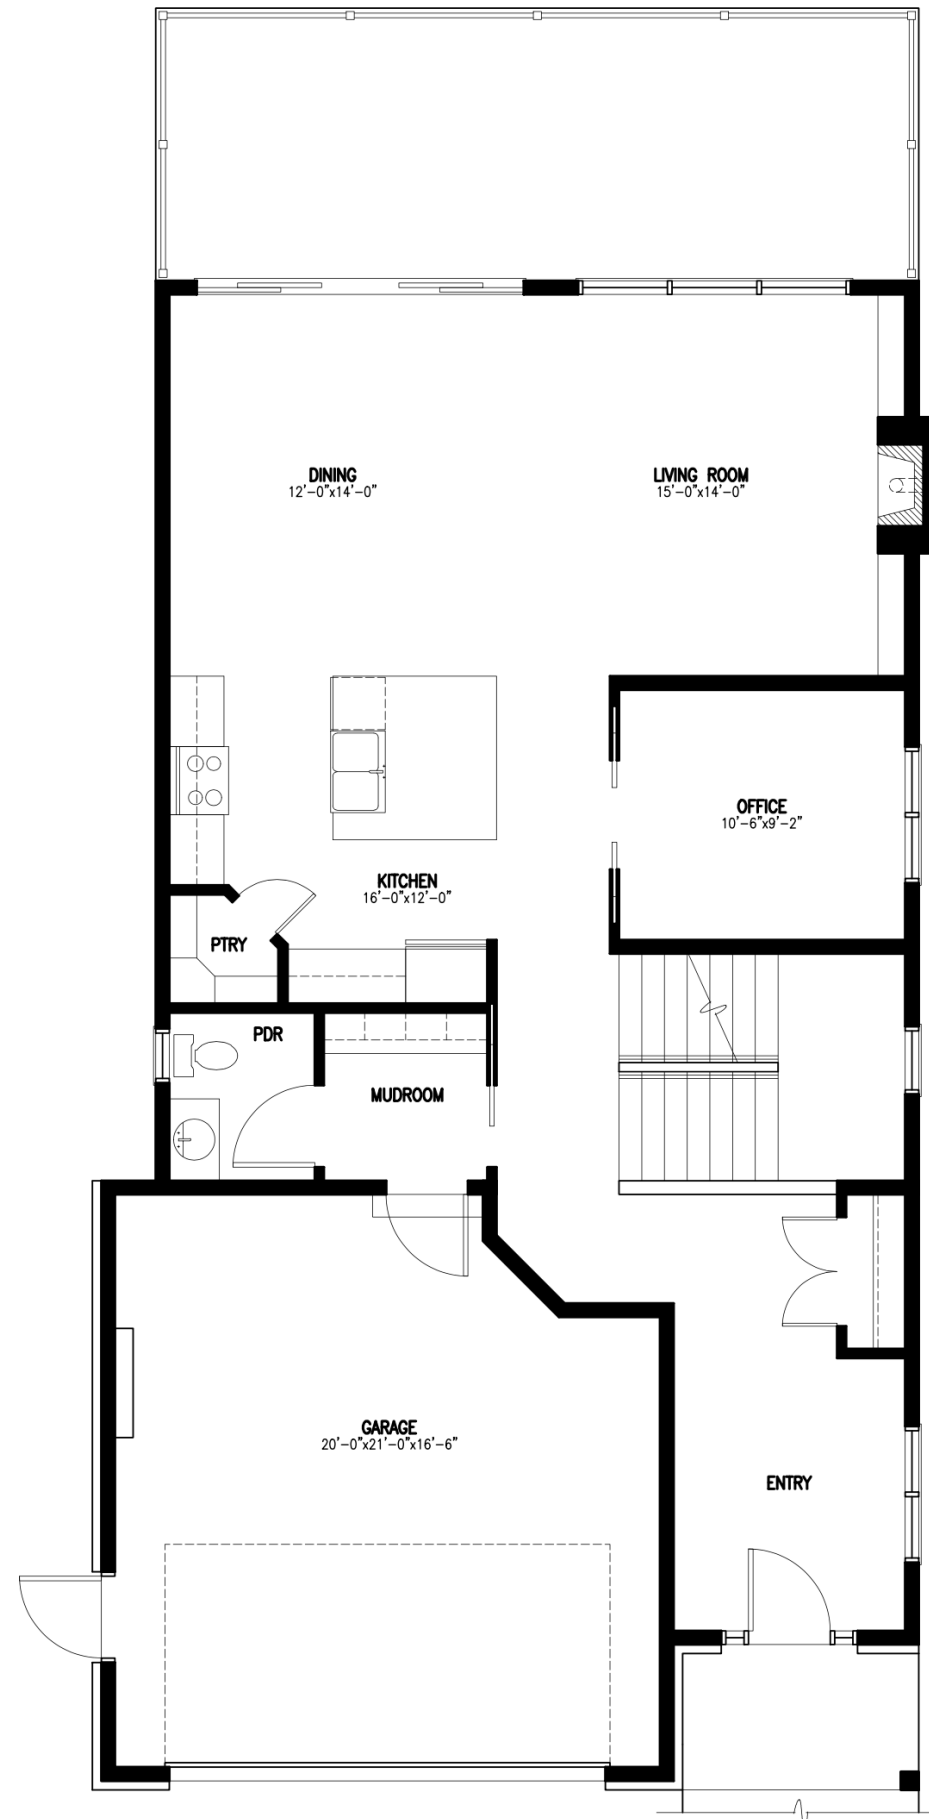 DINING
12'-0"x14'-0"
LIVING ROOM
15'-0"x14'-0"
OFFICE
10'-6"x9'-2"
KITCHEN
16'-0"x12'-0"
PTRY
PDR
MUDROOM
GARAGE
20'-0"x21'-0"x16'-6"
ENTRY